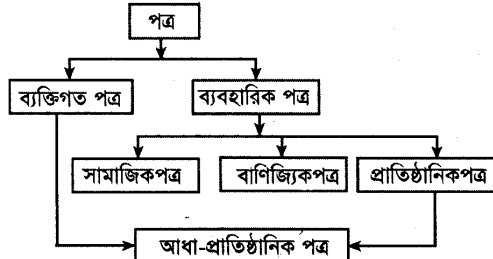 পত্র
ব্যক্তিগত পত্র
ব্যবহারিক পত্র
সামাজিকপত্র
বাণিজ্যিকপত্র
প্রাতিষ্ঠানিকপত্র
আধা-প্রাতিষ্ঠানিক পত্র